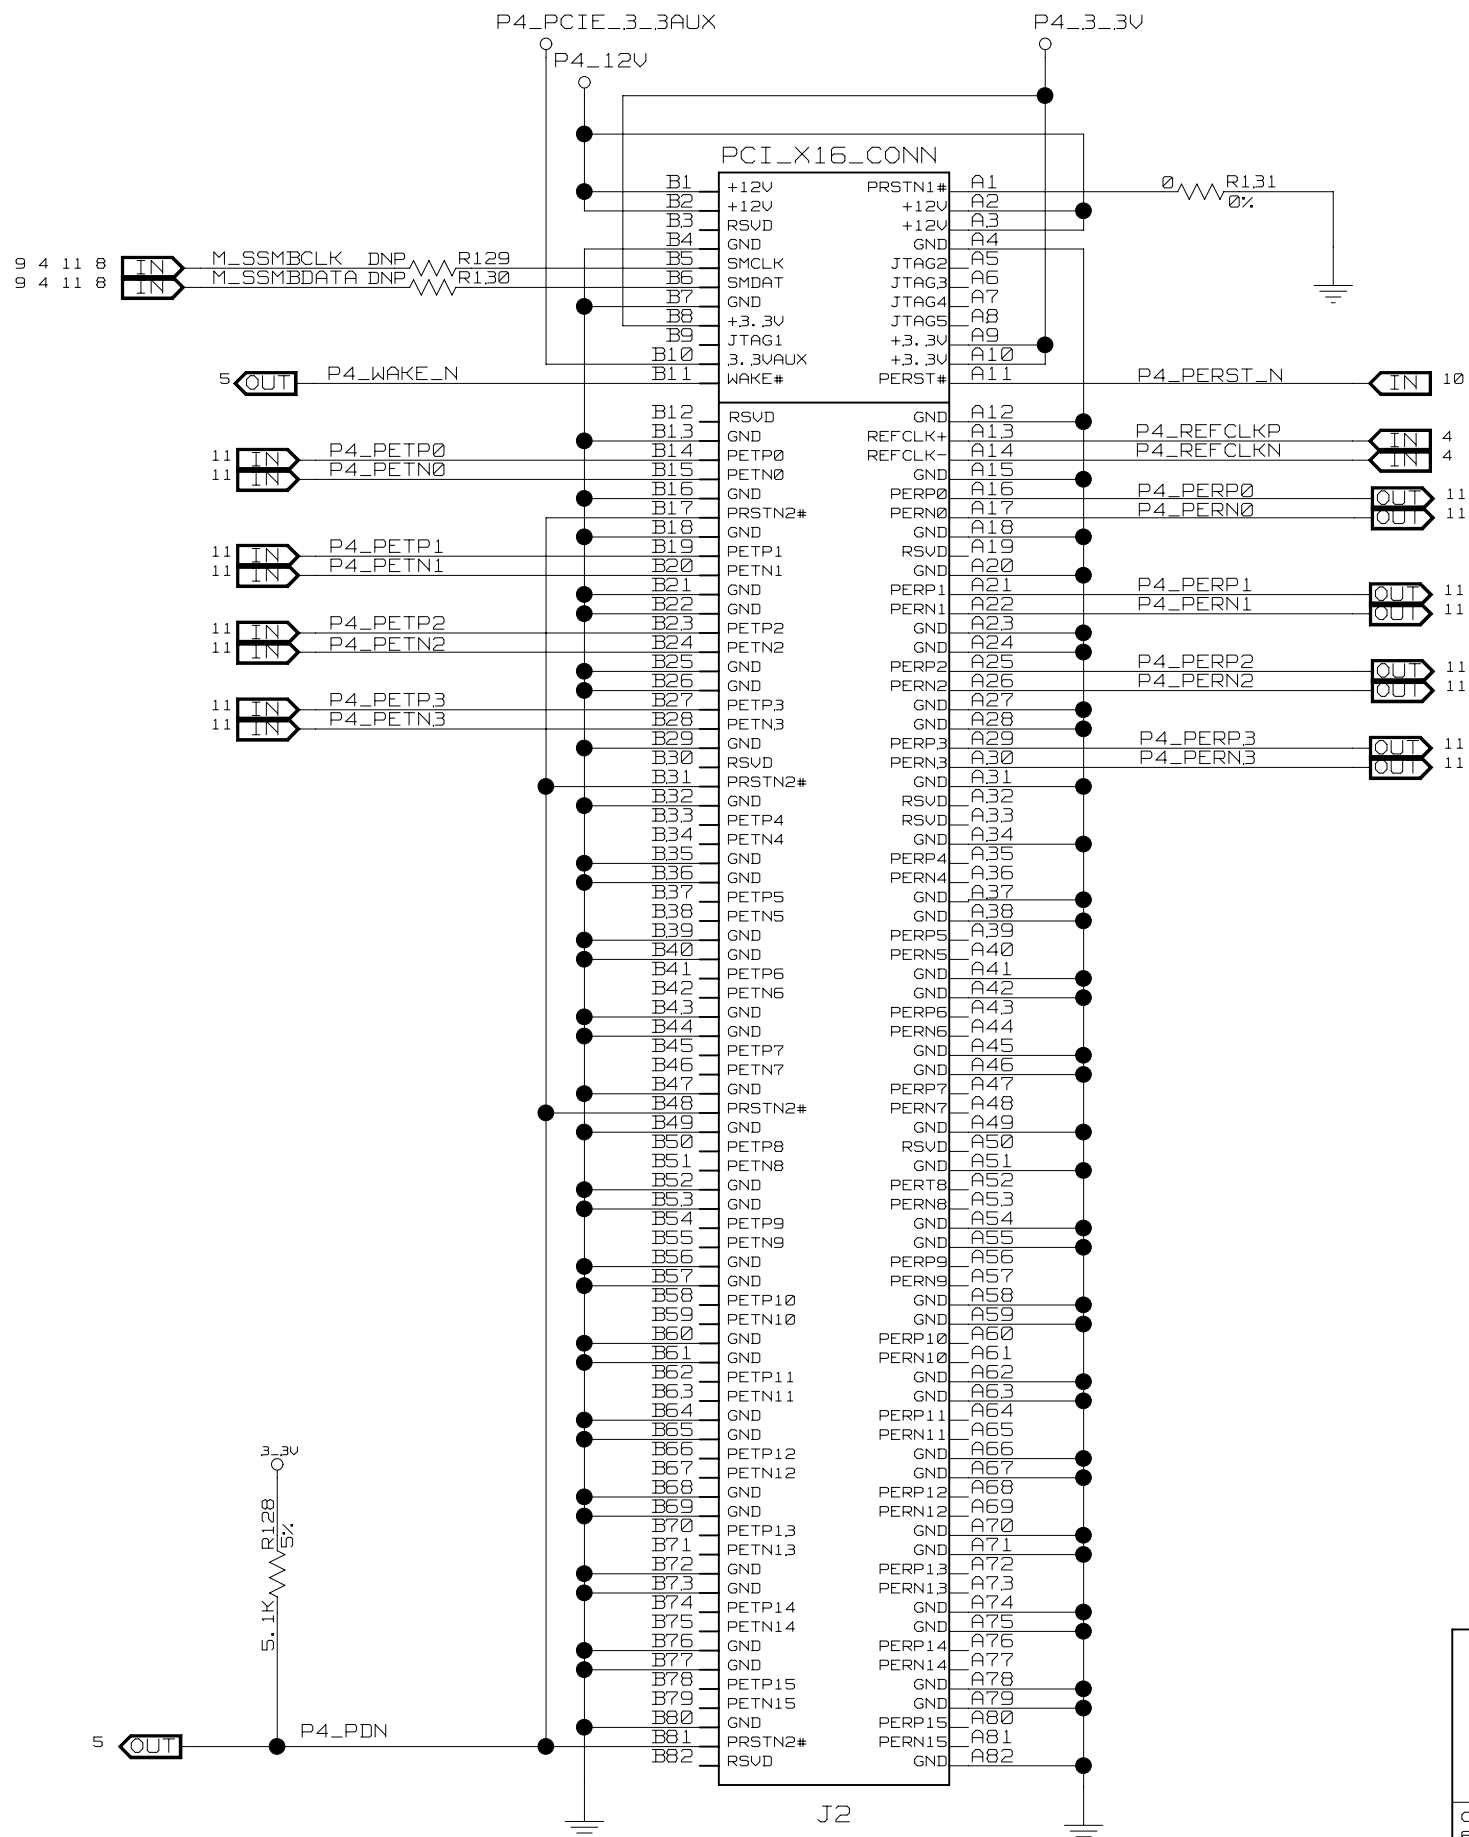 P4_PCIE_3_3AUX
P4_3_3V
P4_12V
PCI_X16_CONN
B1 +12V PRSTN1# A1 0 R131
B2 +12V +12V A2 0%
B3 RSVD +12V A3
B4 GND GND A4
9 4 11 8 IN M_SSMBCLK DNP R129 B5 SMCLK JTAG2 A5
9 4 11 8 IN M_SSMBDATA DNP R130 B6 SMDAT JTAG3 A6
B7 GND JTAG4 A7
B8 +3.3V JTAG5 A8
B9 JTAG1 +3.3V A9
B10 3.3VAUX +3.3V A10
5 OUT P4_WAKE_N B11 WAKE# PERST# A11 P4_PERST_N IN 10
B12 RSVD GND A12
B13 GND REFCLK+ A13 P4_REFCLKP IN 4
11 IN P4_PETP0 B14 PETP0 REFCLK- A14 P4_REFCLKN IN 4
11 IN P4_PETN0 B15 PETN0 GND A15
B16 GND PERP0 A16 P4_PERP0 OUT 11
B17 PRSTN2# PERN0 A17 P4_PERN0 OUT 11
B18 GND GND A18
11 IN P4_PETP1 B19 PETP1 RSVD A19
11 IN P4_PETN1 B20 PETN1 GND A20
B21 GND PERP1 A21 P4_PERP1 OUT 11
B22 GND PERN1 A22 P4_PERN1 OUT 11
11 IN P4_PETP2 B23 PETP2 GND A23
11 IN P4_PETN2 B24 PETN2 GND A24
B25 GND PERP2 A25 P4_PERP2 OUT 11
B26 GND PERN2 A26 P4_PERN2 OUT 11
11 IN P4_PETP3 B27 PETP3 GND A27
11 IN P4_PETN3 B28 PETN3 GND A28
B29 GND PERP3 A29 P4_PERP3 OUT 11
B30 RSVD PERN3 A30 P4_PERN3 OUT 11
B31 PRSTN2# GND A31
B32 GND RSVD A32
B33 PETP4 RSVD A33
B34 PETN4 GND A34
B35 GND PERP4 A35
B36 GND PERN4 A36
B37 PETP5 GND A37
B38 PETN5 GND A38
B39 GND PERP5 A39
B40 GND PERN5 A40
B41 PETP6 GND A41
B42 PETN6 GND A42
B43 GND PERP6 A43
B44 GND PERN6 A44
B45 PETP7 GND A45
B46 PETN7 GND A46
B47 GND PERP7 A47
B48 PRSTN2# PERN7 A48
B49 GND GND A49
B50 PETP8 RSVD A50
B51 PETN8 GND A51
B52 GND PERT8 A52
B53 GND PERN8 A53
B54 PETP9 GND A54
B55 PETN9 GND A55
B56 GND PERP9 A56
B57 GND PERN9 A57
B58 PETP10 GND A58
B59 PETN10 GND A59
B60 GND PERP10 A60
B61 GND PERN10 A61
B62 PETP11 GND A62
B63 PETN11 GND A63
B64 GND PERP11 A64
B65 GND PERN11 A65
3_3V B66 PETP12 GND A66
B67 PETN12 GND A67
B68 GND PERP12 A68
B69 GND PERN12 A69
5.1K R128 5%
B70 PETP13 GND A70
B71 PETN13 GND A71
B72 GND PERP13 A72
B73 GND PERN13 A73
B74 PETP14 GND A74
B75 PETN14 GND A75
B76 GND PERP14 A76
B77 GND PERN14 A77
B78 PETP15 GND A78
B79 PETN15 GND A79
B80 GND PERP15 A80
5 OUT P4_PDN B81 PRSTN2# PERN15 A81
B82 RSVD GND A82
J2